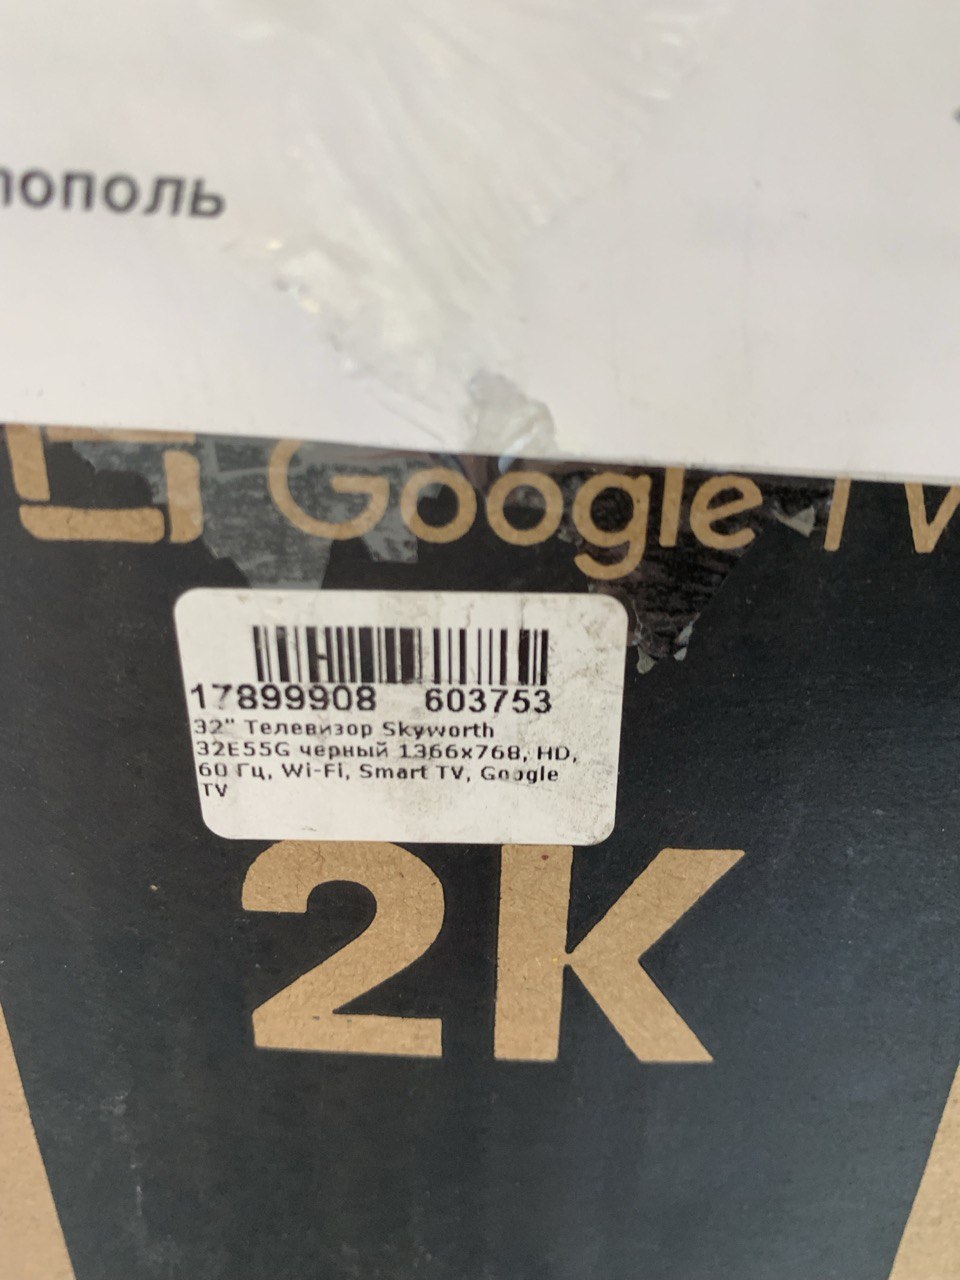 17899908 603753
32" Телевизор Skyworth
32E55G черный 1366x768, HD,
60 Гц, Wi-Fi, Smart TV, Google
TV
Google TV
2K